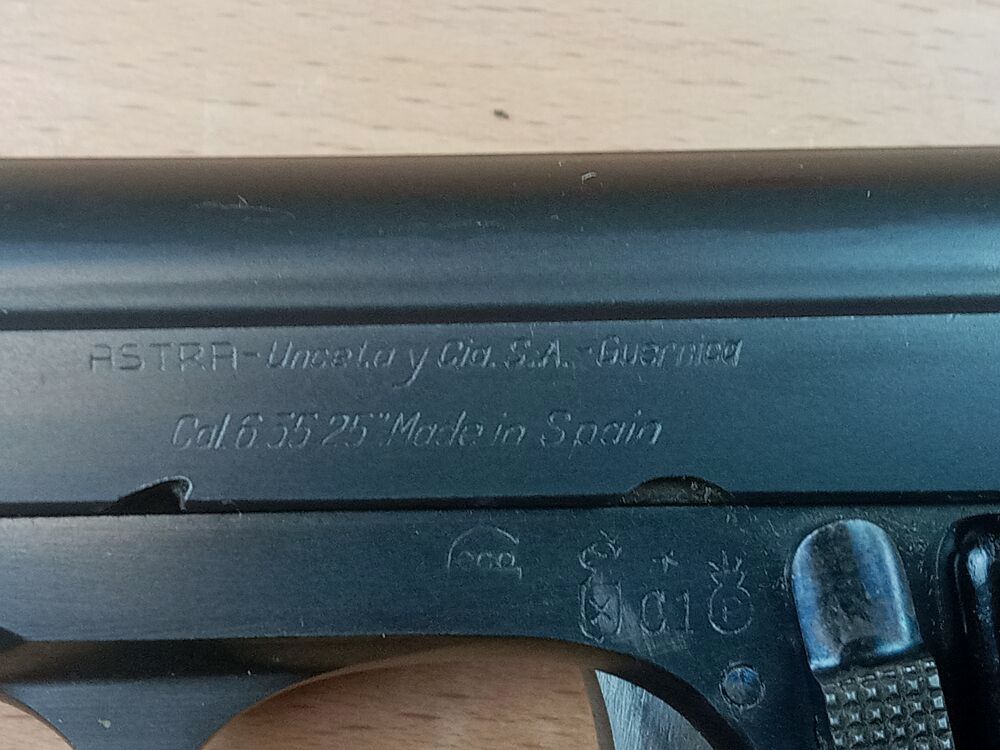 ASTRA-Unceta y Cia. S.A.-Guernica
Cal.6 35 25" Made in Spain